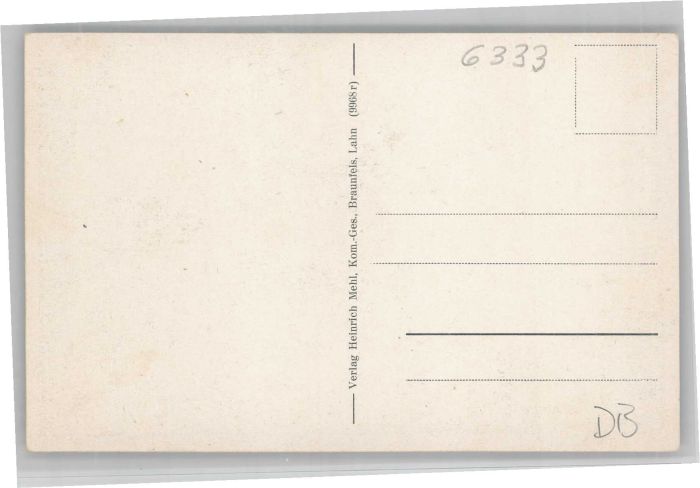 6333
Verlag Heinrich Mehl, Kom.-Ges., Braunfels, Lahn (9968 r)
DB